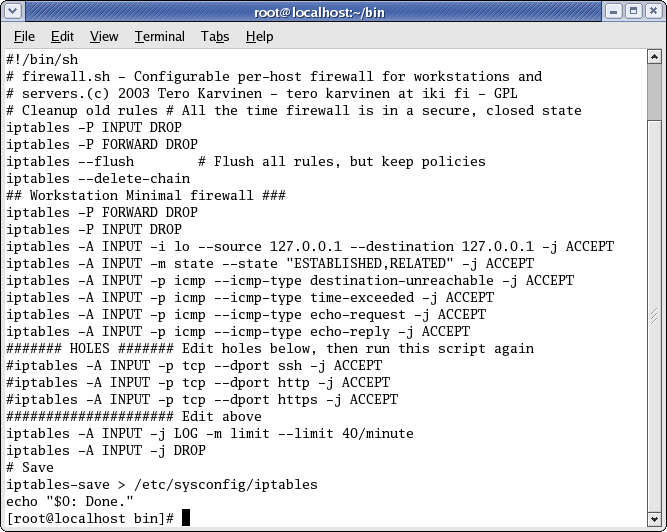 root@localhost:~/bin
File Edit View Terminal Tabs Help
#!/bin/sh
# firewall.sh - Configurable per-host firewall for workstations and
# servers.(c) 2003 Tero Karvinen - tero karvinen at iki fi - GPL
# Cleanup old rules # All the time firewall is in a secure, closed state
iptables -P INPUT DROP
iptables -P FORWARD DROP
iptables --flush        # Flush all rules, but keep policies
iptables --delete-chain
## Workstation Minimal firewall ###
iptables -P FORWARD DROP
iptables -P INPUT DROP
iptables -A INPUT -i lo --source 127.0.0.1 --destination 127.0.0.1 -j ACCEPT
iptables -A INPUT -m state --state "ESTABLISHED,RELATED" -j ACCEPT
iptables -A INPUT -p icmp --icmp-type destination-unreachable -j ACCEPT
iptables -A INPUT -p icmp --icmp-type time-exceeded -j ACCEPT
iptables -A INPUT -p icmp --icmp-type echo-request -j ACCEPT
iptables -A INPUT -p icmp --icmp-type echo-reply -j ACCEPT
####### HOLES ####### Edit holes below, then run this script again
#iptables -A INPUT -p tcp --dport ssh -j ACCEPT
#iptables -A INPUT -p tcp --dport http -j ACCEPT
#iptables -A INPUT -p tcp --dport https -j ACCEPT
##################### Edit above
iptables -A INPUT -j LOG -m limit --limit 40/minute
iptables -A INPUT -j DROP
# Save
iptables-save > /etc/sysconfig/iptables
echo "$0: Done."
[root@localhost bin]#